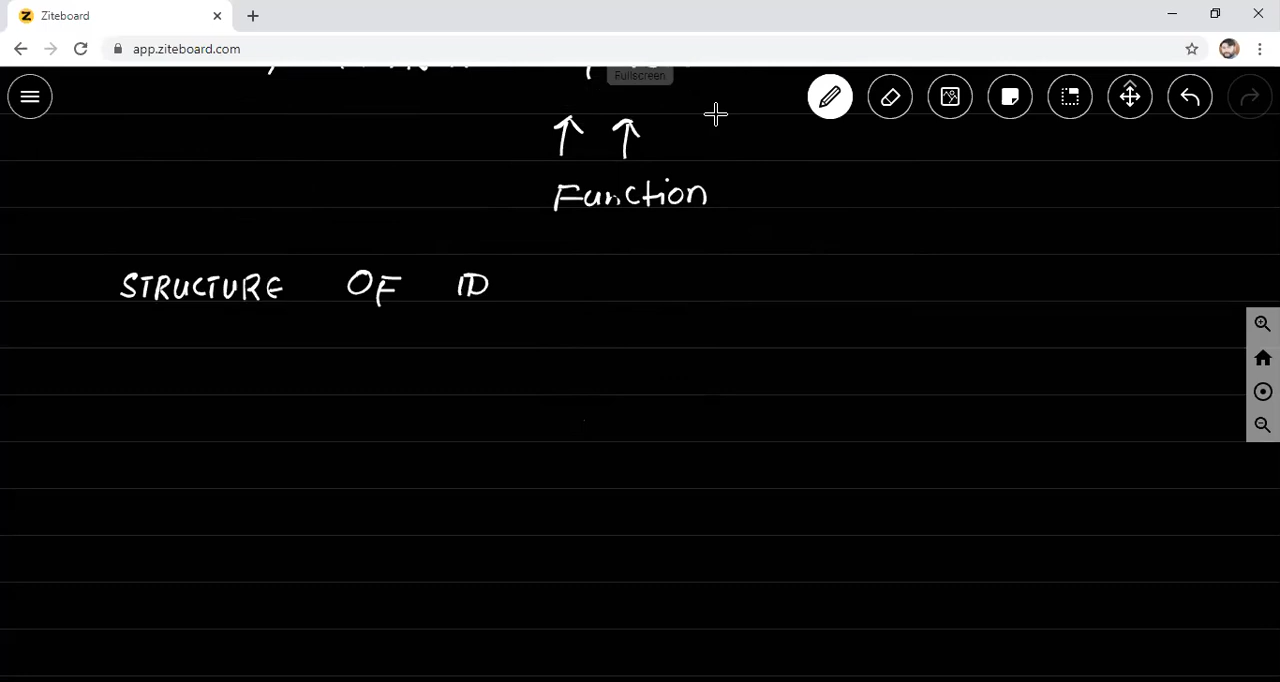 Ziteboard
app.ziteboard.com
Fullscreen
Function
STRUCTURE OF ID